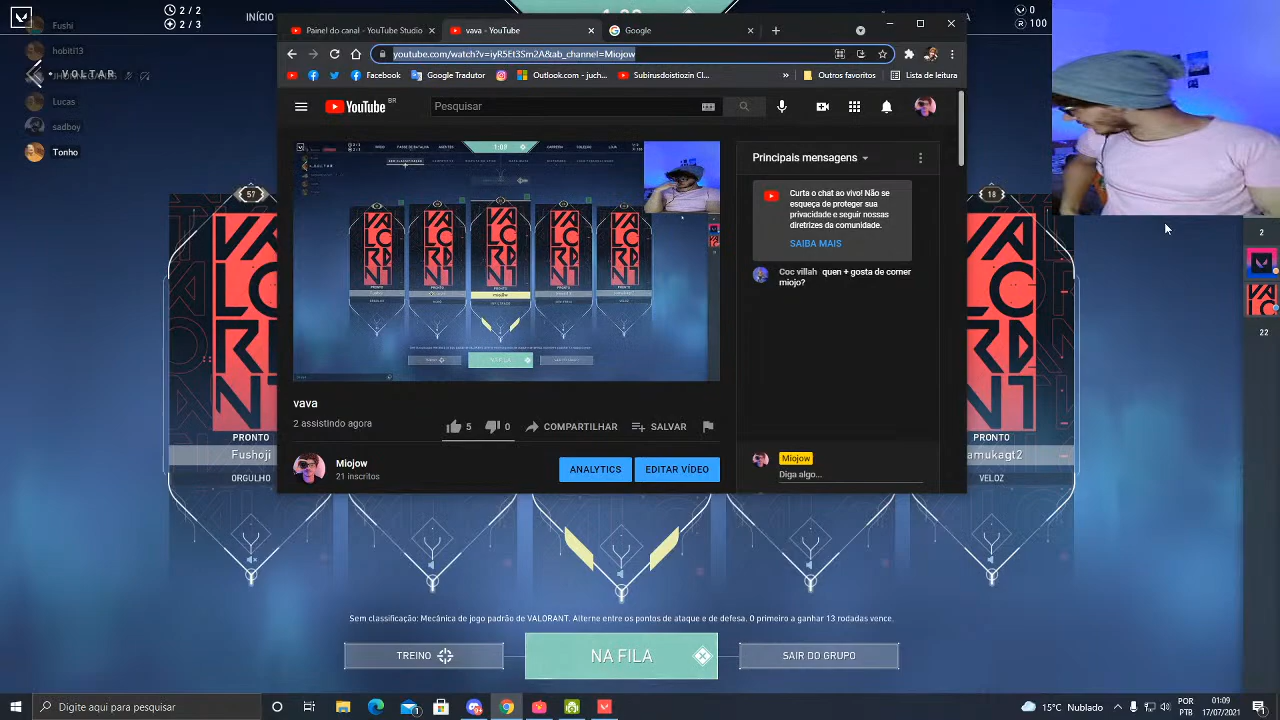 2 / 2
2 / 3
INÍCIO
0
R 100
Fushi
hobiti13
VOLTAR
Lucas
sadboy
Tonho
Painel do canal - YouTube Studio
vava - YouTube
Google
youtube.com/watch?v=iyR5Et3Sm2A&ab_channel=Miojow
Facebook
Google Tradutor
Outlook.com - juch...
Subirusdoistiozin Cl...
Outros favoritos
Lista de leitura
YouTube BR
Pesquisar
Principais mensagens
Curta o chat ao vivo! Não se
esqueça de proteger sua
privacidade e seguir nossas
diretrizes da comunidade.
SAIBA MAIS
Coc villah quen + gosta de comer
miojo?
vava
2 assistindo agora
5
0
COMPARTILHAR
SALVAR
Miojow
21 inscritos
ANALYTICS
EDITAR VÍDEO
Miojow
Diga algo...
57
VALORANT
PRONTO
Fushoji
ORGULHO
18
PRONTO
amukagt2
VELOZ
2
22
Sem classificação: Mecânica de jogo padrão de VALORANT. Alterne entre os pontos de ataque e de defesa. O primeiro a ganhar 13 rodadas vence.
TREINO
NA FILA
SAIR DO GRUPO
Digite aqui para pesquisar
15°C Nublado
POR
PTB
01:09
17/07/2021